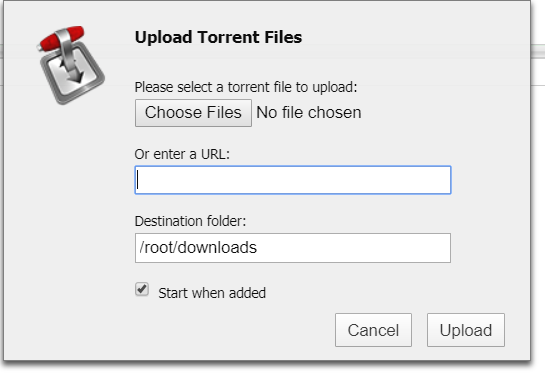 Upload Torrent Files
Please select a torrent file to upload:
Choose Files No file chosen
Or enter a URL:
Destination folder:
/root/downloads
Start when added
Cancel Upload